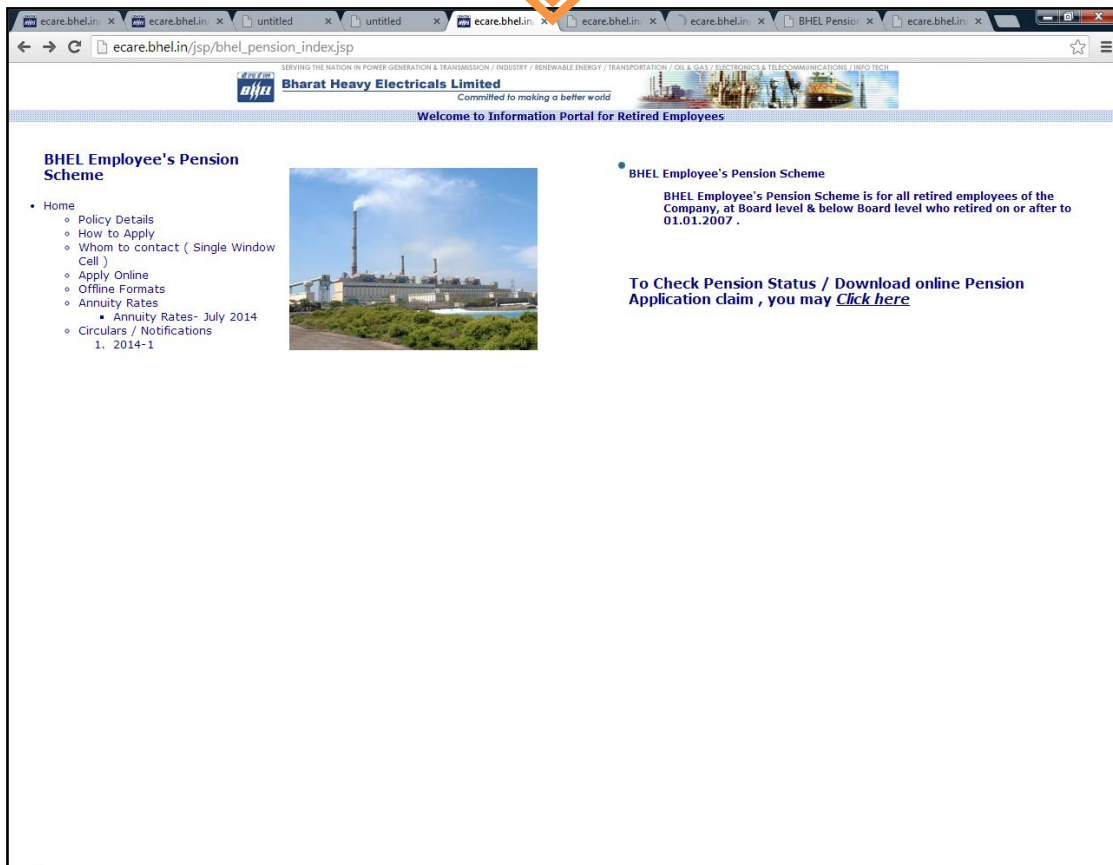 ecare.bhel.in
ecare.bhel.in
untitled
untitled
ecare.bhel.in
ecare.bhel.in
ecare.bhel.in
BHEL Pension
ecare.bhel.in
ecare.bhel.in/jsp/bhel_pension_index.jsp
SERVING THE NATION IN POWER GENERATION & TRANSMISSION / INDUSTRY / RENEWABLE ENERGY / TRANSPORTATION / OIL & GAS / ELECTRONICS & TELECOMMUNICATIONS / INFO TECH
BHEL
Bharat Heavy Electricals Limited
Committed to making a better world
Welcome to Information Portal for Retired Employees
BHEL Employee's Pension
Scheme
• Home
Policy Details
How to Apply
Whom to contact ( Single Window
Cell )
Apply Online
Offline Formats
Annuity Rates
Annuity Rates- July 2014
Circulars / Notifications
1. 2014-1
BHEL Employee's Pension Scheme
BHEL Employee's Pension Scheme is for all retired employees of the
Company, at Board level & below Board level who retired on or after to
01.01.2007 .
To Check Pension Status / Download online Pension
Application claim , you may Click here